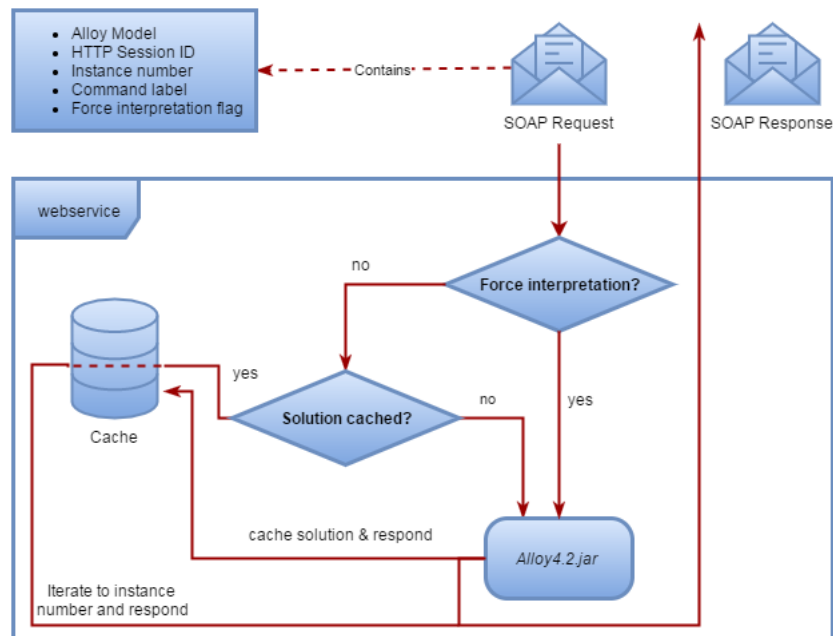 • Alloy Model
• HTTP Session ID
• Instance number
• Command label
• Force interpretation flag
Contains
SOAP Request
SOAP Response
webservice
no
Force interpretation?
yes
Solution cached?
no
yes
Cache
cache solution & respond
Alloy4.2.jar
Iterate to instance
number and respond